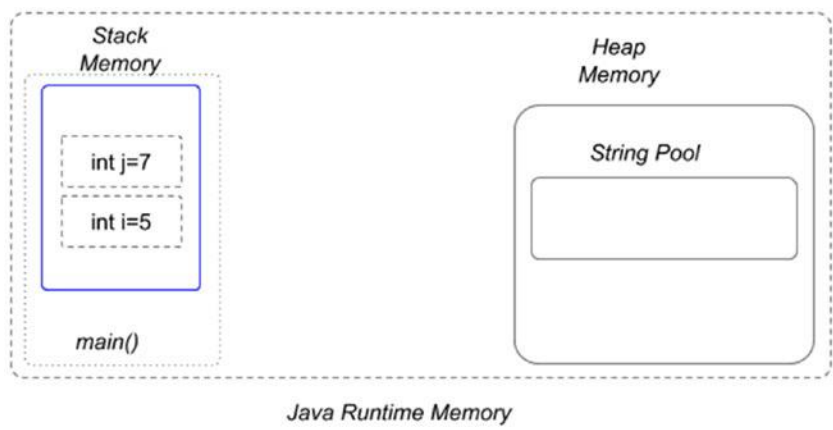 Stack
Memory
Heap
Memory
int j=7
int i=5
String Pool
main()
Java Runtime Memory